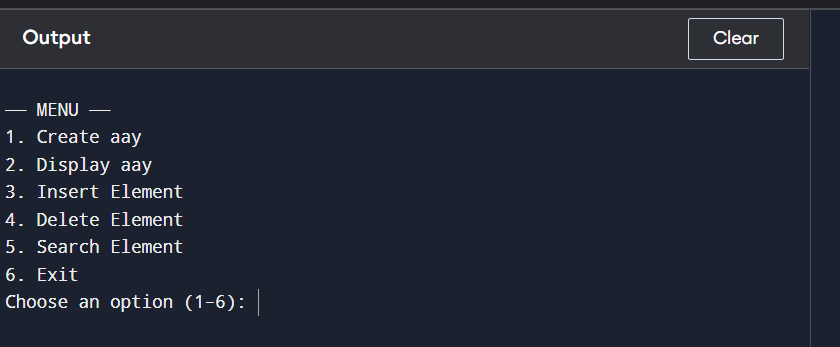 Output
Clear
—— MENU ——
1. Create aay
2. Display aay
3. Insert Element
4. Delete Element
5. Search Element
6. Exit
Choose an option (1-6):